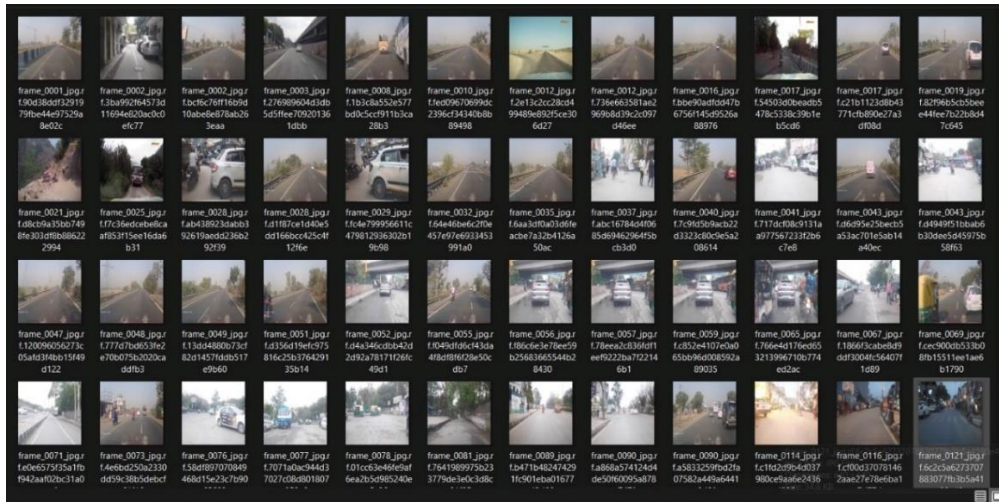 frame_0001_jpg.r
f.90d38ddf32919
79fbe44e97529a
8e02c
frame_0002_jpg.r
f.3ba992f64573d
11694e820ac0c0
efc77
frame_0002_jpg.r
f.bcf6c76ff16b9d
10abe8e878ab26
3eaa
frame_0003_jpg.r
f.276989604d3db
5d5ffee70920136
1dbb
frame_0008_jpg.r
f.1b3c8a552e577
bd0c5ccf911b3ca
28b3
frame_0010_jpg.r
f.fed09670699dc
2396cf34340b8b
89498
frame_0012_jpg.r
f.2e13c2cc28cd4
99489e892f5ce30
6d27
frame_0012_jpg.r
f.736e663581ae2
969b8d39c2c097
d46ee
frame_0016_jpg.r
f.bbe90adfdd47b
6756f145d9526a
88976
frame_0017_jpg.r
f.54503d0beadb5
478c5338c39b1e
b5cd6
frame_0017_jpg.r
f.c21b1123d8b43
771cfb890e27a3
df08d
frame_0019_jpg.r
f.82f96b5cb5bee
e44fee7b22b8d4
7c645
frame_0021_jpg.r
f.d8cb9a35bb749
8fe303df8b88622
2994
frame_0025_jpg.r
f.f7c36edcebe8ca
af853f15ee16da6
b31
frame_0028_jpg.r
f.ab438923dabb3
92619aedd236b2
92f39
frame_0028_jpg.r
f.d1f87ce1d40e5
dd166bcc425c4f
12f6e
frame_0029_jpg.r
f.fc4e799956611c
479812936302b1
9b98
frame_0032_jpg.r
f.64e46be6c2f0e
457e97e6933453
991a0
frame_0035_jpg.r
f.6aa3df0a03d6fe
acbe7a32b4126a
50ac
frame_0037_jpg.r
f.abc16784d4f06
85d69462964f5b
cb3d0
frame_0040_jpg.r
f.7c9fd5b9acb22
d3323c80c9e5a2
08614
frame_0041_jpg.r
f.717dcf08c9131a
a977567233f2b6
c7e8
frame_0043_jpg.r
f.d6d95e25becb5
a53ac701e5ab14
a40ec
frame_0043_jpg.r
f.d4949f51bbab6
b30dee5d45975b
58f63
frame_0047_jpg.r
f.120096056273c
05afd3f4bb15f49
d122
frame_0048_jpg.r
f.777d7bd653fe2
e70b075b2020ca
ddfb3
frame_0049_jpg.r
f.13dd4880b73cf
82d1457fddb517
e9b60
frame_0051_jpg.r
f.d356d19efc975
816c25b3764291
35b14
frame_0052_jpg.r
f.d4a346cdbb42d
2d92a78171f26fc
49d1
frame_0055_jpg.r
f.f049dfd6cf43da
4f8df8f6f28e50c
db7
frame_0056_jpg.r
f.f86c6e3e78ee59
b25683665544b2
8430
frame_0057_jpg.r
f.78eea2c836fdf1
eef9222ba7f2214
6b1
frame_0059_jpg.r
f.c852e4107e0a0
65bb96d008592a
89035
frame_0065_jpg.r
f.766e4d176ed65
3213996710b774
ed2ac
frame_0067_jpg.r
f.1866f3cabe8d9
ddf3004fc56407f
1d89
frame_0069_jpg.r
f.cec900db533b0
8fb15511ee1ae6
b1790
frame_0071_jpg.r
f.e0e6575f35a1fb
f942aaf02bc31a0
frame_0073_jpg.r
f.4e6bd250a2330
dd59c38b5debcf
frame_0076_jpg.r
f.58df897070849
468d15e23c7b90
frame_0077_jpg.r
f.7071a0ac944d3
7027c08d801807
frame_0078_jpg.r
f.01cc63e46fe9af
6ea2b5d985240e
frame_0081_jpg.r
f.7641989975b23
3779de3e0c3d8c
frame_0089_jpg.r
f.b471b48247429
1fc901eba01677
frame_0090_jpg.r
f.a868a574124d4
de50f60095a878
frame_0090_jpg.r
f.a5833259bd2fa
07582a449a6441
frame_0114_jpg.r
f.c1fd2d9b4d037
980ce9aa6e2436
frame_0116_jpg.r
f.cf00d37078146
2aae27e78e6ba1
frame_0121_jpg.r
f.6c2c5a6273707
883077fb3b5a41